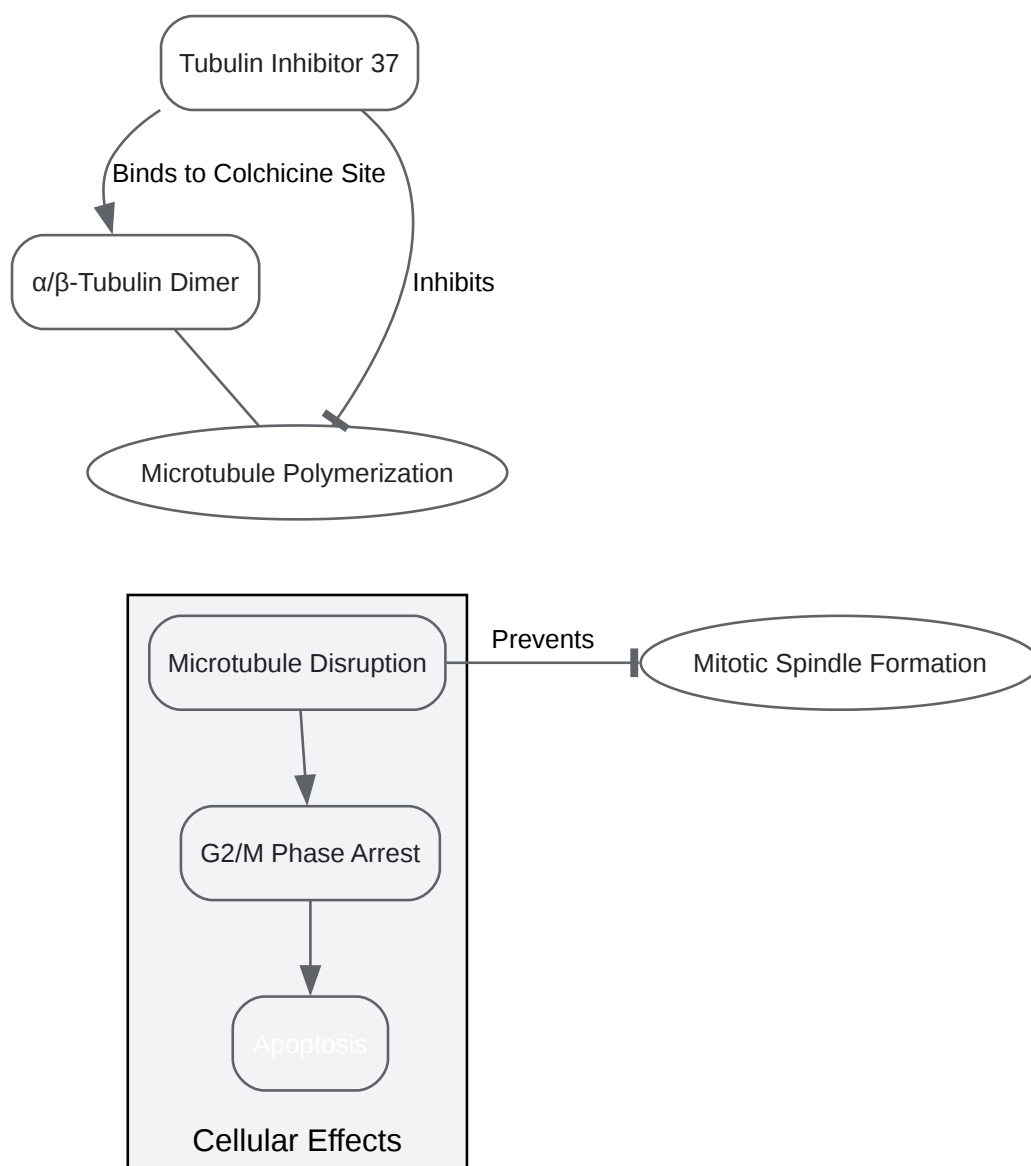 Tubulin Inhibitor 37
Binds to Colchicine Site
α/β-Tubulin Dimer
Inhibits
Microtubule Polymerization
Microtubule Disruption
Prevents
Mitotic Spindle Formation
G2/M Phase Arrest
Apoptosis
Cellular Effects